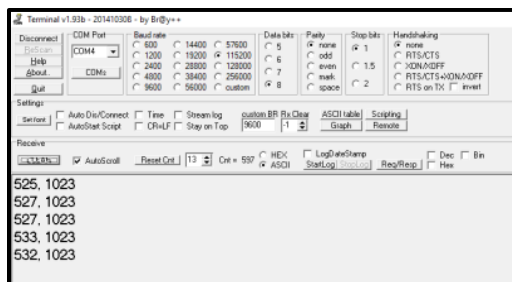 Terminal v1.93b - 20141030ß - by Br@y++
Disconnect
ReScan
Help
About..
Quit
COM Port
COM4
COMs
Baud rate
600 14400 57600
1200 19200 115200
2400 28800 128000
4800 38400 256000
9600 56000 custom
Data bits
5
6
7
8
Parity
none
odd
even
mark
space
Stop bits
1
1.5
2
Handshaking
none
RTS/CTS
XON/XOFF
RTS/CTS+XON/XOFF
RTS on TX invert
Settings
Set font
Auto Dis/Connect Time Stream log
AutoStart Script CR=LF Stay on Top
custom BR Rx Clear
9600 -1
ASCII table Scripting
Graph Remote
Receive
CLEAR
AutoScroll
Reset Cnt
13
Cnt = 597
HEX
ASCII
LogDateStamp
StartLog StopLog Req/Resp
Dec Bin
Hex
525, 1023
527, 1023
527, 1023
533, 1023
532, 1023